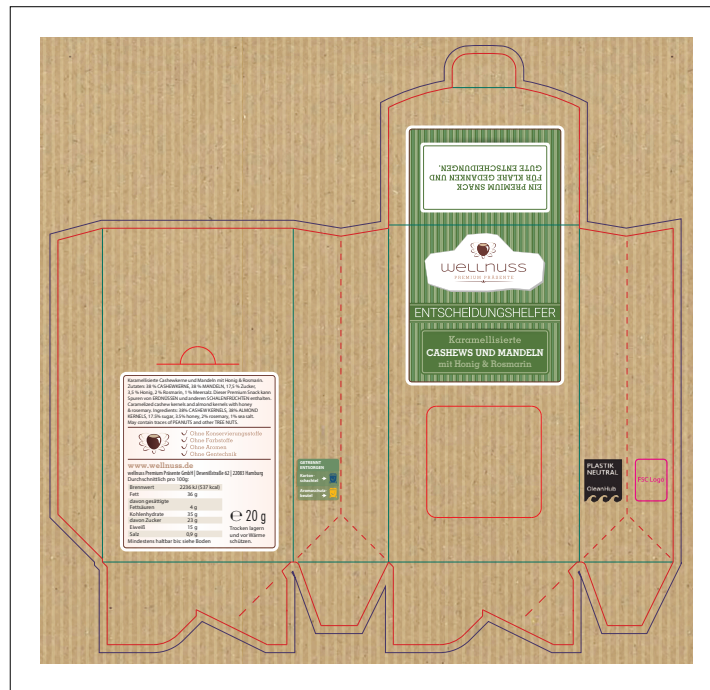 EIN PREMIUM SNACK
FÜR KLARE GEDANKEN UND
GUTE ENTSCHEIDUNGEN.
wellnuss
PREMIUM PRÄSENTE
ENTSCHEIDUNGSHELFER
Karamellisierte
CASHEWS UND MANDELN
mit Honig & Rosmarin
Karamellisierte Cashewkerne und Mandeln mit Honig & Rosmarin.
Zutaten: 38 % CASHEWKERNE, 38 % MANDELN, 17,5 % Zucker,
3,5 % Honig, 2 % Rosmarin, 1 % Meersalz. Dieser Premium Snack kann
Spuren von ERDNÜSSEN und anderen SCHALENFRÜCHTEN enthalten.
Caramelized cashew kernels and almond kernels with honey
& rosemary. Ingredients: 38% CASHEW KERNELS, 38% ALMOND
KERNELS, 17.5% sugar, 3.5% honey, 2% rosemary, 1% sea salt.
May contain traces of PEANUTS and other TREE NUTS.
Ohne Konservierungsstoffe
Ohne Farbstoffe
Ohne Aromen
Ohne Gentechnik
www.wellnuss.de
wellnuss Premium Präsente GmbH | Desenißstraße 62 | 22083 Hamburg
Durchschnittlich pro 100g:
Brennwert 2236 kJ (537 kcal)
Fett 36 g
davon gesättigte
Fettsäuren 4 g
Kohlenhydrate 35 g
davon Zucker 23 g
Eiweiß 15 g
Salz 0,9 g
Mindestens haltbar bis: siehe Boden
℮ 20 g
Trocken lagern
und vor Wärme
schützen.
GETRENNT
ENTSORGEN
Karton-
schachtel
PLASTIK
NEUTRAL
CleanHub
FSC Logo